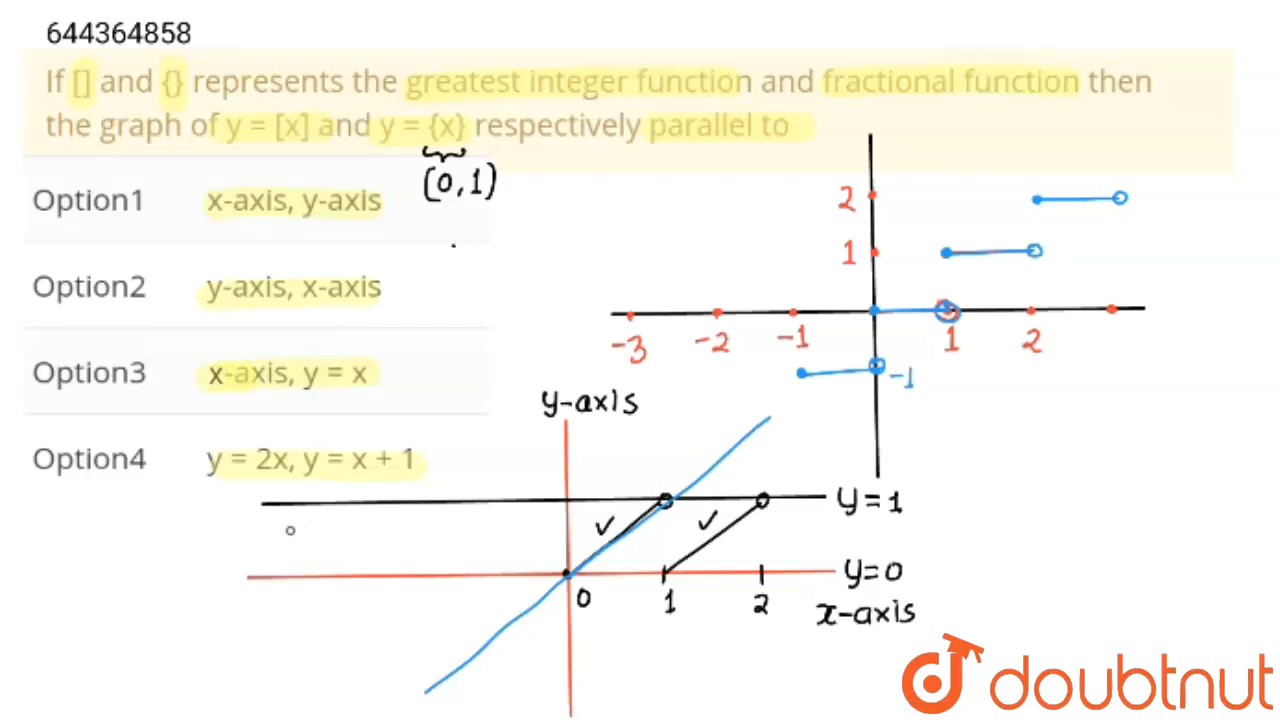 644364858
If [] and {} represents the greatest integer function and fractional function then
the graph of y = [x] and y = {x} respectively parallel to
[0,1)
Option1 x-axis, y-axis
Option2 y-axis, x-axis
Option3 x-axis, y = x
Option4 y = 2x, y = x + 1
2
1
-3 -2 -1 1 2
-1
y-axis
y=1
y=0
0 1 2
x-axis
doubtnut